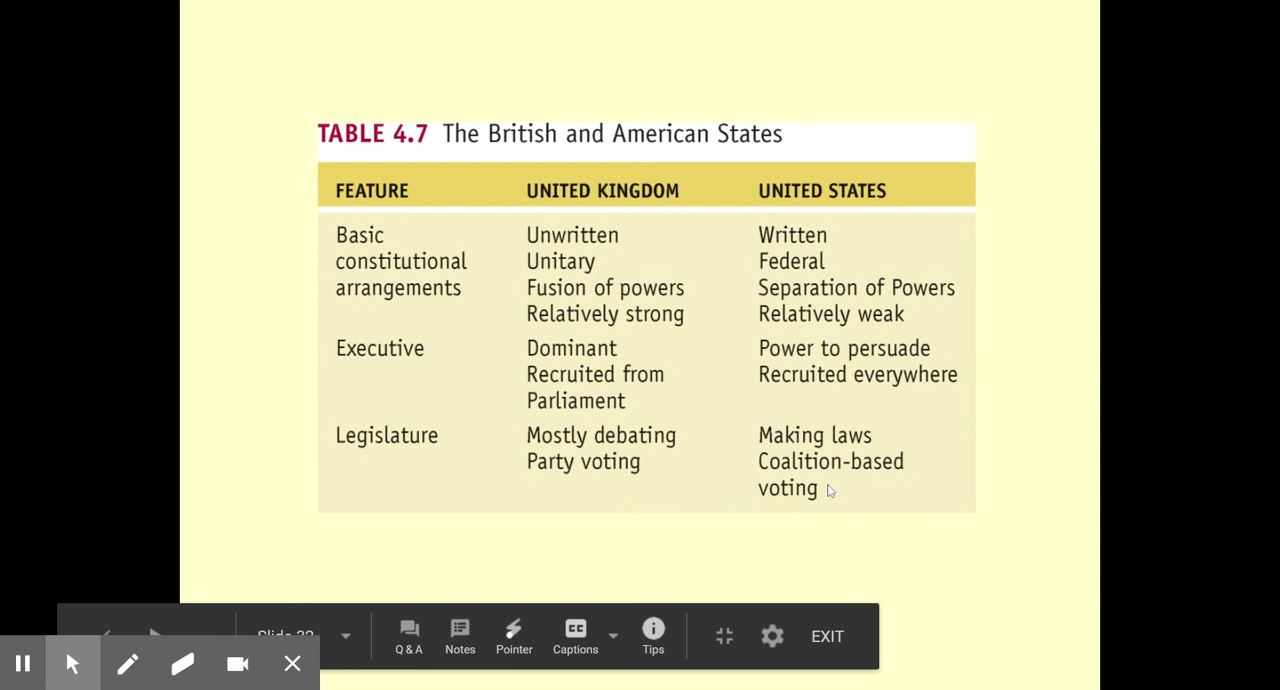 TABLE 4.7 The British and American States
FEATURE UNITED KINGDOM UNITED STATES
Basic Unwritten Written
constitutional Unitary Federal
arrangements Fusion of powers Separation of Powers
Relatively strong Relatively weak
Executive Dominant Power to persuade
Recruited from Recruited everywhere
Parliament
Legislature Mostly debating Making laws
Party voting Coalition-based
voting
Slide
Q & A Notes Pointer CC Captions Tips EXIT